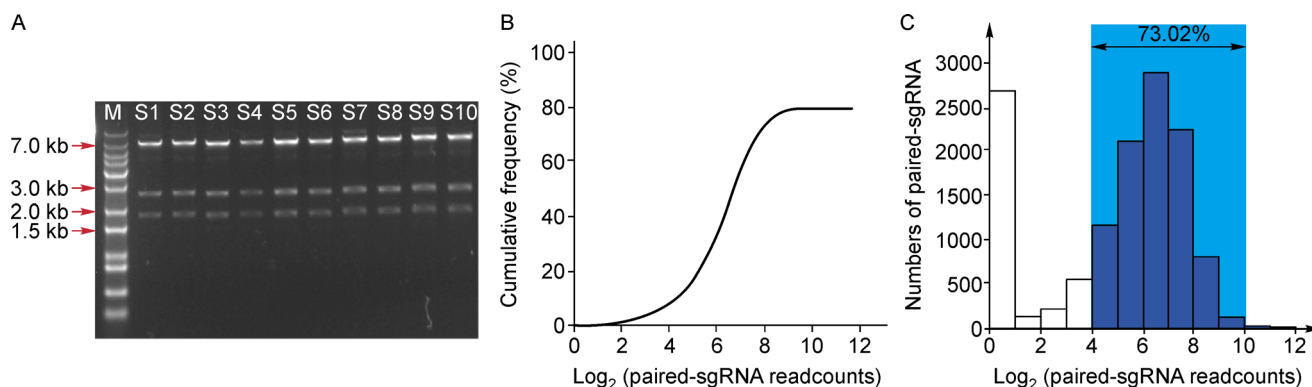 A
M S1 S2 S3 S4 S5 S6 S7 S8 S9 S10
7.0 kb
3.0 kb
2.0 kb
1.5 kb
B
Cumulative frequency (%)
100
80
60
40
20
0
0 2 4 6 8 10 12
Log2 (paired-sgRNA readcounts)
C
73.02%
Numbers of paired-sgRNA
3000
2500
2000
1500
1000
500
0
0 2 4 6 8 10 12
Log2 (paired-sgRNA readcounts)